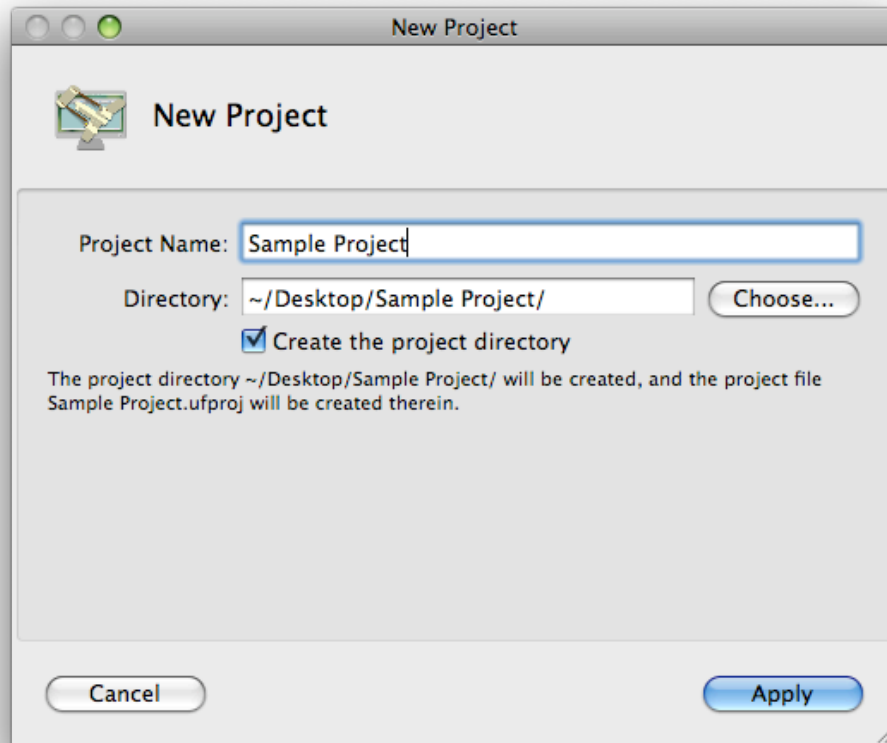 New Project
New Project
Project Name: Sample Project
Directory: ~/Desktop/Sample Project/ Choose...
Create the project directory
The project directory ~/Desktop/Sample Project/ will be created, and the project file
Sample Project.ufproj will be created therein.
Cancel Apply